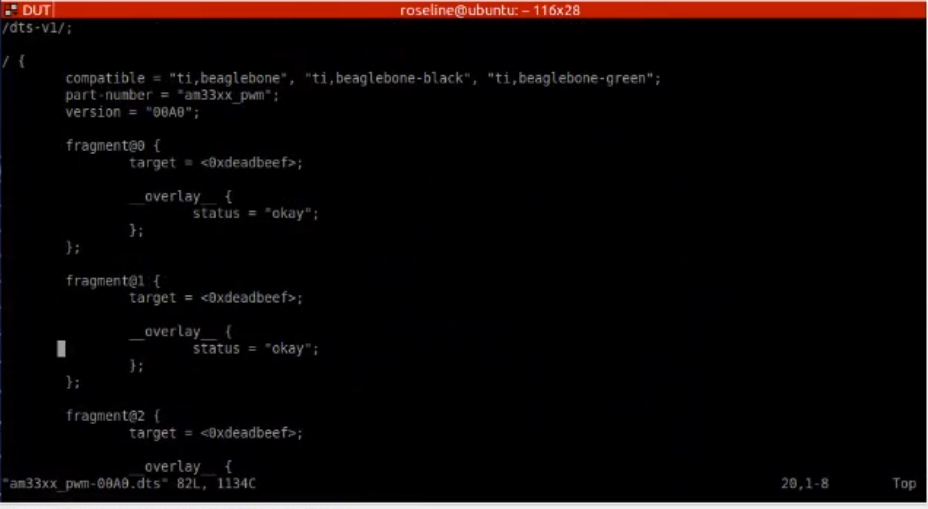 DUT roseline@ubuntu: ~ 116x28
/dts-v1/;
/ {
compatible = "ti,beaglebone", "ti,beaglebone-black", "ti,beaglebone-green";
part-number = "am33xx_pwm";
version = "00A0";
fragment@0 {
target = <0xdeadbeef>;
__overlay__ {
status = "okay";
};
};
fragment@1 {
target = <0xdeadbeef>;
__overlay__ {
status = "okay";
};
};
fragment@2 {
target = <0xdeadbeef>;
__overlay__ {
"am33xx_pwm-00A0.dts" 82L, 1134C 20,1-8 Top